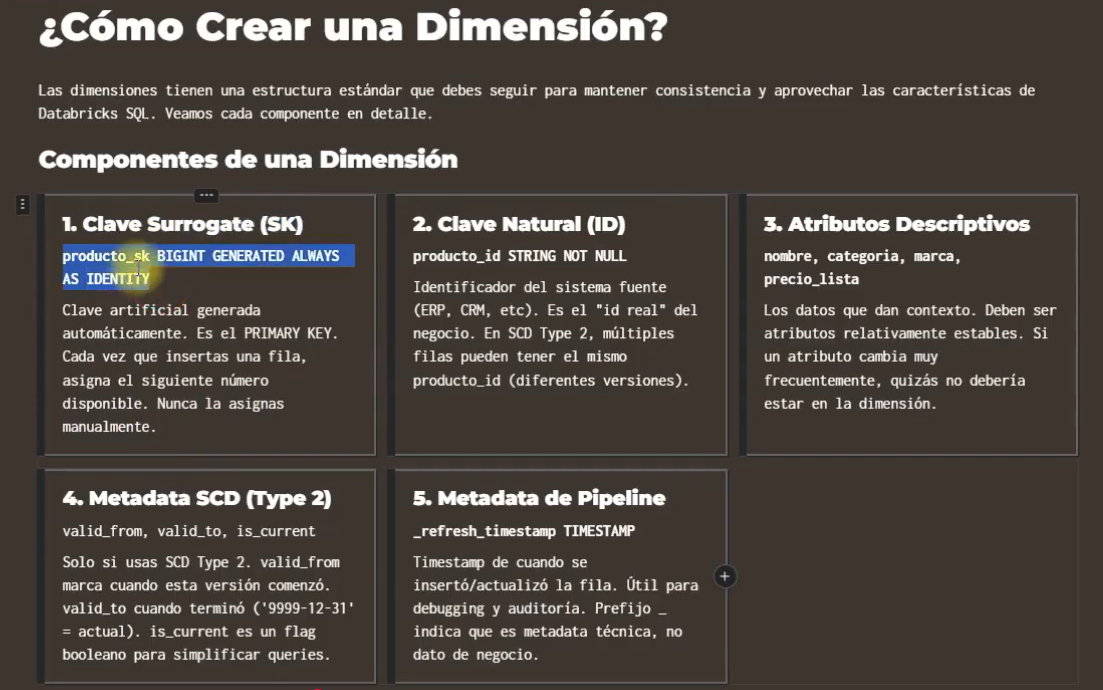 ¿Cómo Crear una Dimensión?
Las dimensiones tienen una estructura estándar que debes seguir para mantener consistencia y aprovechar las características de
Databricks SQL. Veamos cada componente en detalle.
Componentes de una Dimensión
1. Clave Surrogate (SK)
producto_sk BIGINT GENERATED ALWAYS
AS IDENTITY
Clave artificial generada
automáticamente. Es el PRIMARY KEY.
Cada vez que insertas una fila,
asigna el siguiente número
disponible. Nunca la asignas
manualmente.
2. Clave Natural (ID)
producto_id STRING NOT NULL
Identificador del sistema fuente
(ERP, CRM, etc). Es el "id real" del
negocio. En SCD Type 2, múltiples
filas pueden tener el mismo
producto_id (diferentes versiones).
3. Atributos Descriptivos
nombre, categoria, marca,
precio_lista
Los datos que dan contexto. Deben ser
atributos relativamente estables. Si
un atributo cambia muy
frecuentemente, quizás no debería
estar en la dimensión.
4. Metadata SCD (Type 2)
valid_from, valid_to, is_current
Solo si usas SCD Type 2. valid_from
marca cuando esta versión comenzó.
valid_to cuando terminó ('9999-12-31'
= actual). is_current es un flag
booleano para simplificar queries.
5. Metadata de Pipeline
_refresh_timestamp TIMESTAMP
Timestamp de cuando se
insertó/actualizó la fila. Útil para
debugging y auditoría. Prefijo _
indica que es metadata técnica, no
dato de negocio.